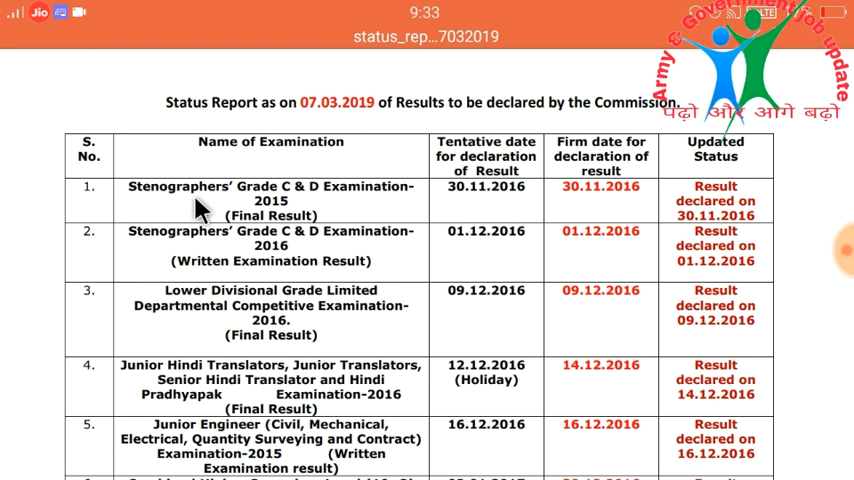 Jio
9:33
status_rep...7032019
Army & Government job update
पढ़ो और आगे बढ़ो
Status Report as on 07.03.2019 of Results to be declared by the Commission.
S. No.
Name of Examination
Tentative date for declaration of Result
Firm date for declaration of result
Updated Status
1.
Stenographers’ Grade C & D Examination-
2015
(Final Result)
30.11.2016
30.11.2016
Result
declared on
30.11.2016
2.
Stenographers’ Grade C & D Examination-
2016
(Written Examination Result)
01.12.2016
01.12.2016
Result
declared on
01.12.2016
3.
Lower Divisional Grade Limited
Departmental Competitive Examination-
2016.
(Final Result)
09.12.2016
09.12.2016
Result
declared on
09.12.2016
4.
Junior Hindi Translators, Junior Translators,
Senior Hindi Translator and Hindi
Pradhyapak Examination-2016
(Final Result)
12.12.2016
(Holiday)
14.12.2016
Result
declared on
14.12.2016
5.
Junior Engineer (Civil, Mechanical,
Electrical, Quantity Surveying and Contract)
Examination-2015 (Written
Examination result)
16.12.2016
16.12.2016
Result
declared on
16.12.2016